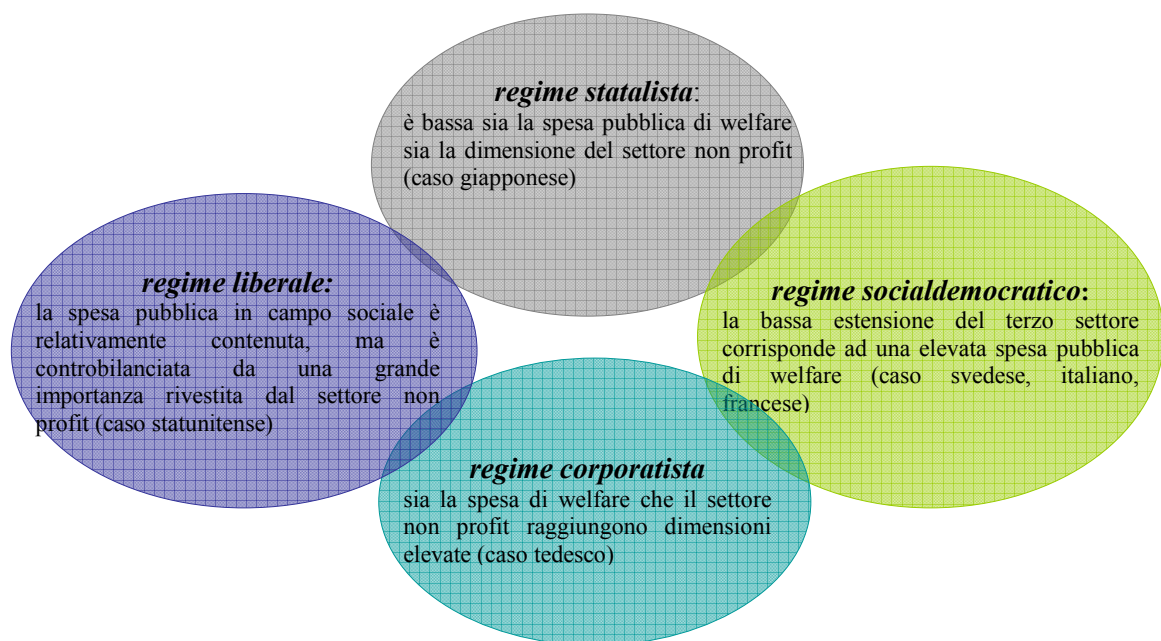 regime statalista:
è bassa sia la spesa pubblica di welfare
sia la dimensione del settore non profit
(caso giapponese)
regime liberale:
la spesa pubblica in campo sociale è
relativamente contenuta, ma è
controbilanciata da una grande
importanza rivestita dal settore non
profit (caso statunitense)
regime socialdemocratico:
la bassa estensione del terzo settore
corrisponde ad una elevata spesa pubblica
di welfare (caso svedese, italiano,
francese)
regime corporatista
sia la spesa di welfare che il settore
non profit raggiungono dimensioni
elevate (caso tedesco)